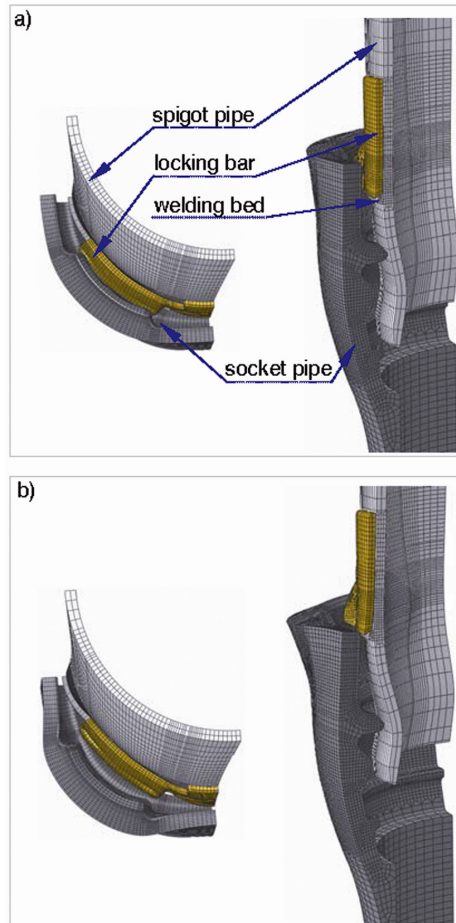 a)
spigot pipe
locking bar
welding bed
socket pipe
b)